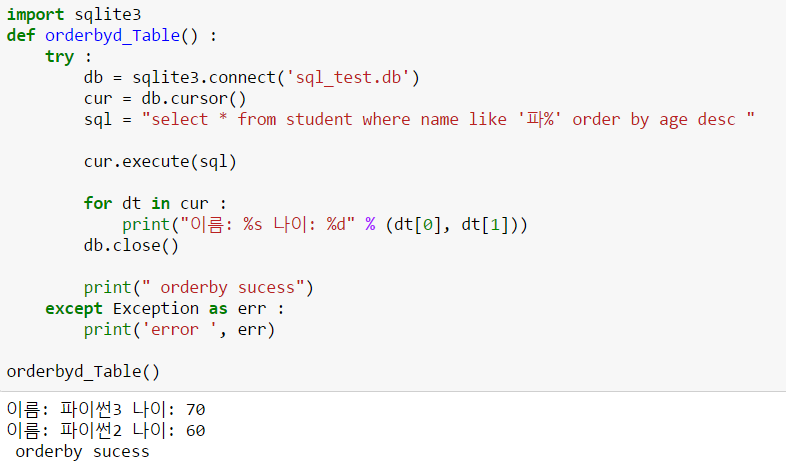 import sqlite3
def orderbyd_Table() :
    try :
        db = sqlite3.connect('sql_test.db')
        cur = db.cursor()
        sql = "select * from student where name like '파%' order by age desc "

        cur.execute(sql)

        for dt in cur :
            print("이름: %s 나이: %d" % (dt[0], dt[1]))
        db.close()

        print(" orderby sucess")
    except Exception as err :
        print('error ', err)

orderbyd_Table()
이름: 파이썬3 나이: 70
이름: 파이썬2 나이: 60
 orderby sucess